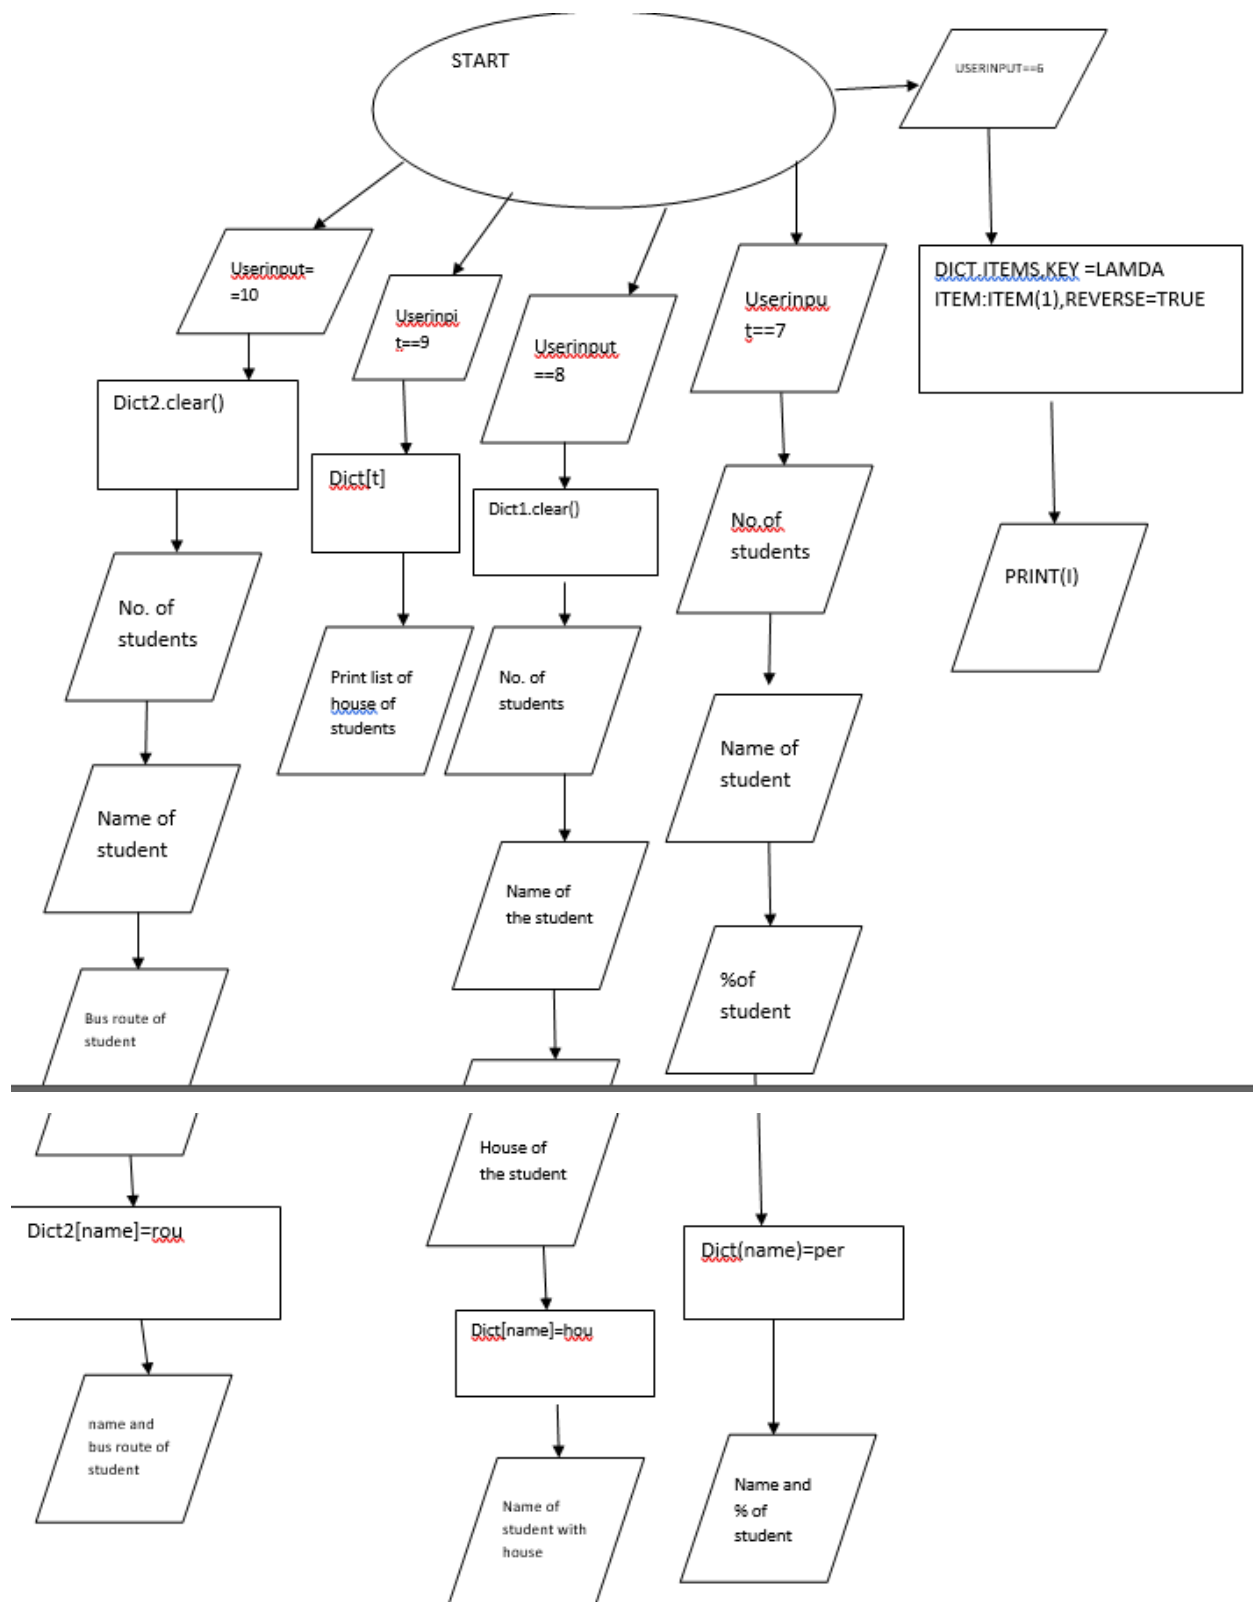 START
USERINPUT==6
DICT.ITEMS,KEY =LAMDA
ITEM:ITEM(1),REVERSE=TRUE
PRINT(I)
Userinput=
=10
Dict2.clear()
No. of
students
Name of
student
Bus route of
student
Userinpi
t==9
Dict[t]
Print list of
house of
students
Userinput
==8
Dict1.clear()
No. of
students
Name of
the student
Userinpu
t==7
No.of
students
Name of
student
%of
student
Dict2[name]=rou
name and
bus route of
student
House of
the student
Dict[name]=hou
Name of
student with
house
Dict(name)=per
Name and
% of
student